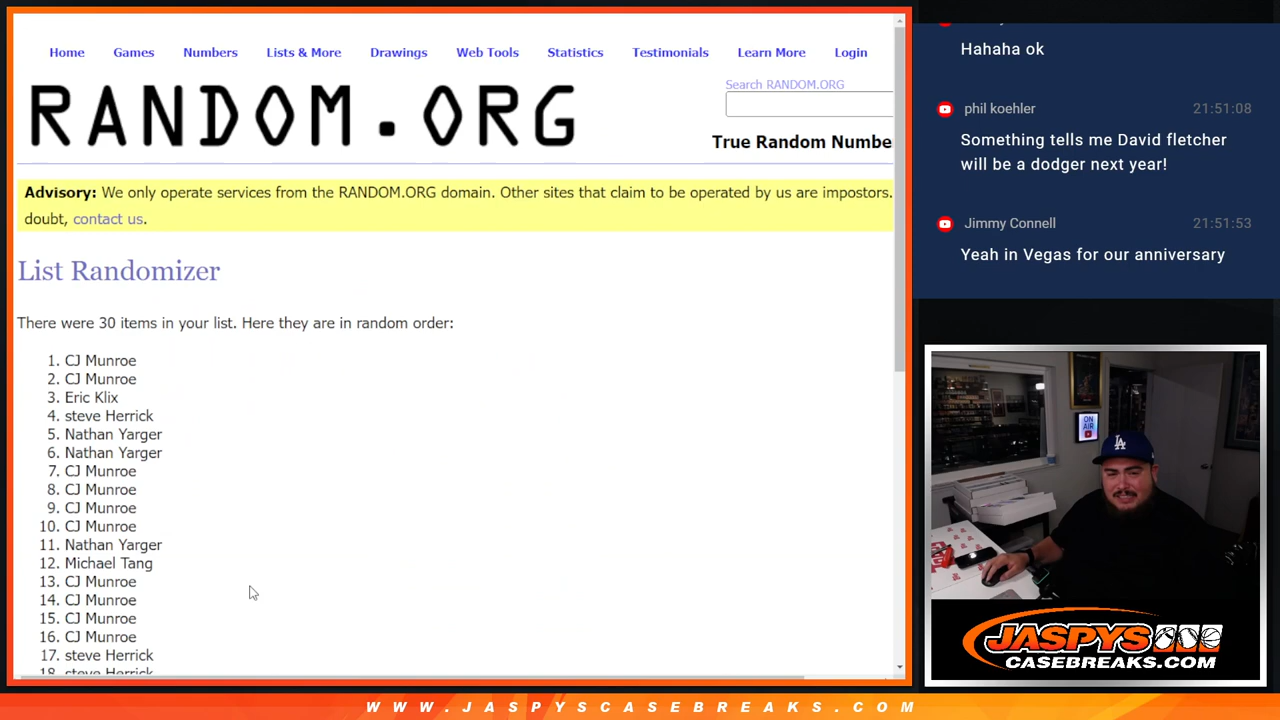 Home Games Numbers Lists & More Drawings Web Tools Statistics Testimonials Learn More Login
RANDOM.ORG
Search RANDOM.ORG
True Random Numbe
Advisory: We only operate services from the RANDOM.ORG domain. Other sites that claim to be operated by us are impostors.
doubt, contact us.
List Randomizer
There were 30 items in your list. Here they are in random order:
1. CJ Munroe
2. CJ Munroe
3. Eric Klix
4. steve Herrick
5. Nathan Yarger
6. Nathan Yarger
7. CJ Munroe
8. CJ Munroe
9. CJ Munroe
10. CJ Munroe
11. Nathan Yarger
12. Michael Tang
13. CJ Munroe
14. CJ Munroe
15. CJ Munroe
16. CJ Munroe
17. steve Herrick
18. steve Herrick
Hahaha ok
phil koehler 21:51:08
Something tells me David fletcher
will be a dodger next year!
Jimmy Connell 21:51:53
Yeah in Vegas for our anniversary
ON
AIR
LA
JASPYS
CASEBREAKS.COM
WWW.JASPYSCASEBREAKS.COM